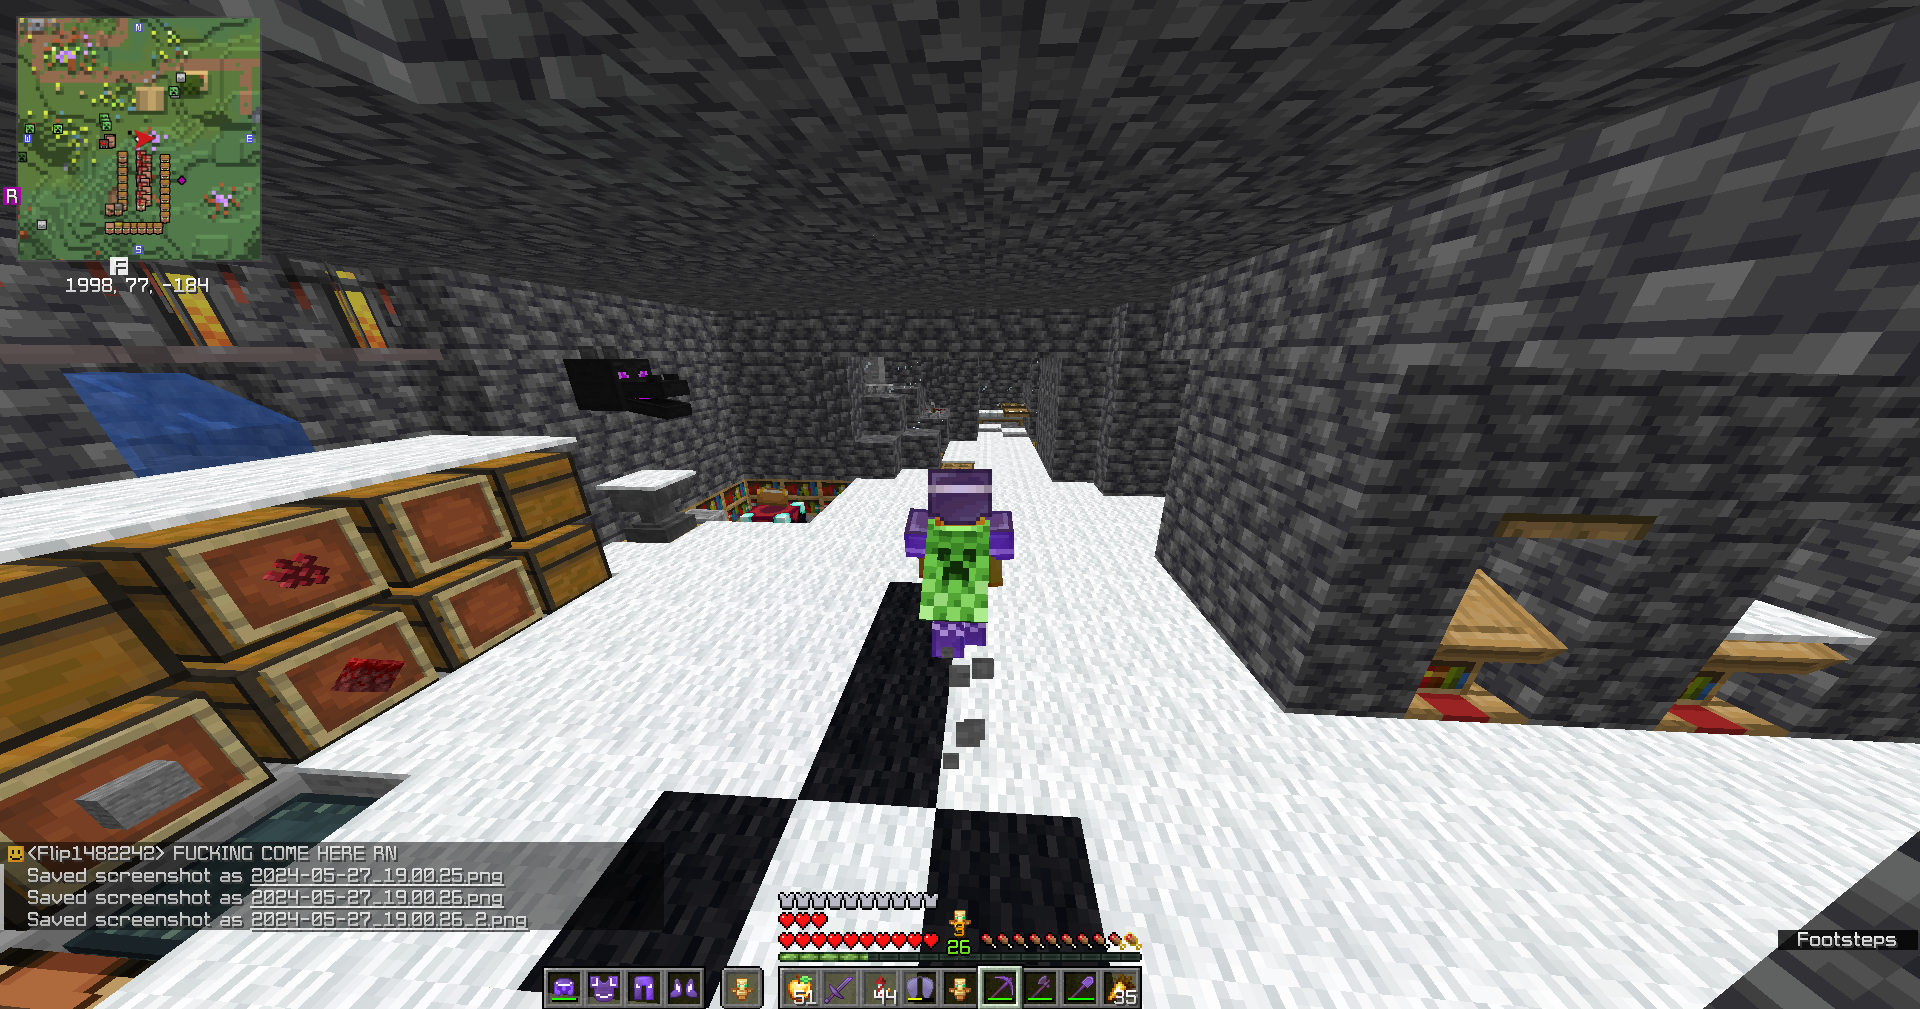 N
W
E
R
S
F
1998, 77, -184
<Flip1482242> FUCKING COME HERE RN
Saved screenshot as 2024-05-27_19.00.25.png
Saved screenshot as 2024-05-27_19.00.26.png
Saved screenshot as 2024-05-27_19.00.26_2.png
3
26
Footsteps
51
44
35